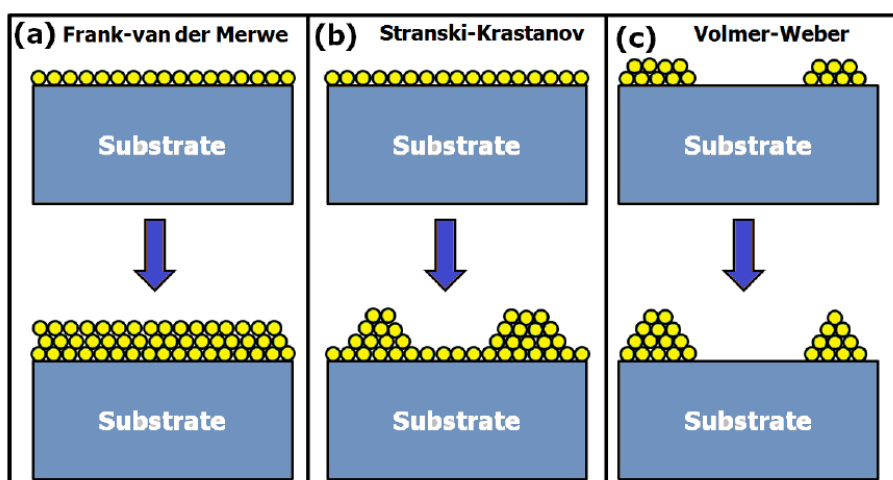 (a) Frank-van der Merwe
(b) Stranski-Krastanov
(c) Volmer-Weber
Substrate
Substrate
Substrate
Substrate
Substrate
Substrate